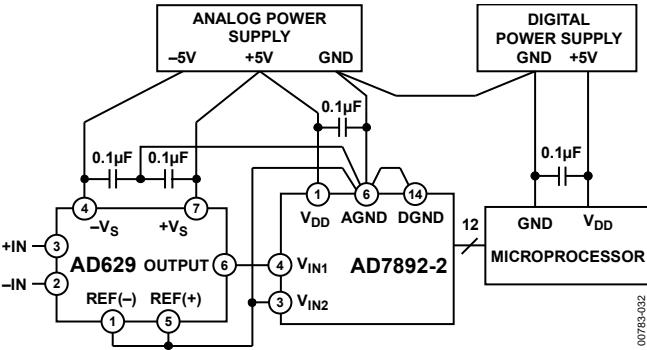 ANALOG POWER
SUPPLY
–5V +5V GND
DIGITAL
POWER SUPPLY
GND +5V
0.1µF
0.1µF 0.1µF
0.1µF
4 7
–VS +VS
1 6 14
VDD AGND DGND
GND VDD
12
+IN 3
–IN 2
AD629 OUTPUT 6
4 VIN1
AD7892-2
MICROPROCESSOR
REF(–) REF(+)
1 5
3 VIN2
00783-032